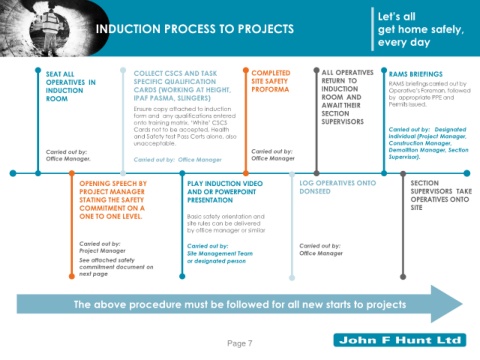 INDUCTION PROCESS TO PROJECTS
Let's all
get home safely,
every day
SEAT ALL
OPERATIVES IN
INDUCTION
ROOM
Carried out by:
Office Manager.
COLLECT CSCS AND TASK
SPECIFIC QUALIFICATION
CARDS (WORKING AT HEIGHT,
IPAF PASMA, SLINGERS)
Ensure copy attached to induction
form and any qualifications entered
onto training matrix. 'White' CSCS
Cards not to be accepted. Health
and Safety test Pass Certs alone, also
unacceptable.
Carried out by: Office Manager
COMPLETED
SITE SAFETY
PROFORMA
Carried out by:
Office Manager
ALL OPERATIVES
RETURN TO
INDUCTION
ROOM AND
AWAIT THEIR
SECTION
SUPERVISORS
RAMS BRIEFINGS
RAMS briefings carried out by
Operative's Foreman, followed
by appropriate PPE and
Permits issued.
Carried out by: Designated
individual (Project Manager,
Construction Manager,
Demolition Manager, Section
Supervisor).
OPENING SPEECH BY
PROJECT MANAGER
STATING THE SAFETY
COMMITMENT ON A
ONE TO ONE LEVEL.
Carried out by:
Project Manager
See attached safety
commitment document on
next page
PLAY INDUCTION VIDEO
AND OR POWERPOINT
PRESENTATION
Basic safety orientation and
site rules can be delivered
by office manager or similar
Carried out by:
Site Management Team
or designated person
LOG OPERATIVES ONTO
DONSEED
Carried out by:
Office Manager
SECTION
SUPERVISORS TAKE
OPERATIVES ONTO
SITE
The above procedure must be followed for all new starts to projects
Page 7
John F Hunt Ltd